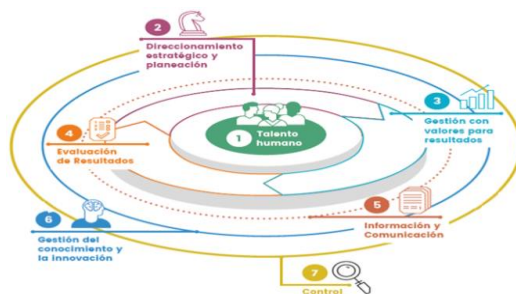 2
Direccionamiento
estratégico y
planeación
3
Gestión con
valores para
resultados
1
Talento
humano
4
Evaluación
de Resultados
5
Información y
Comunicación
6
Gestión del
conocimiento y
la innovación
7
Control